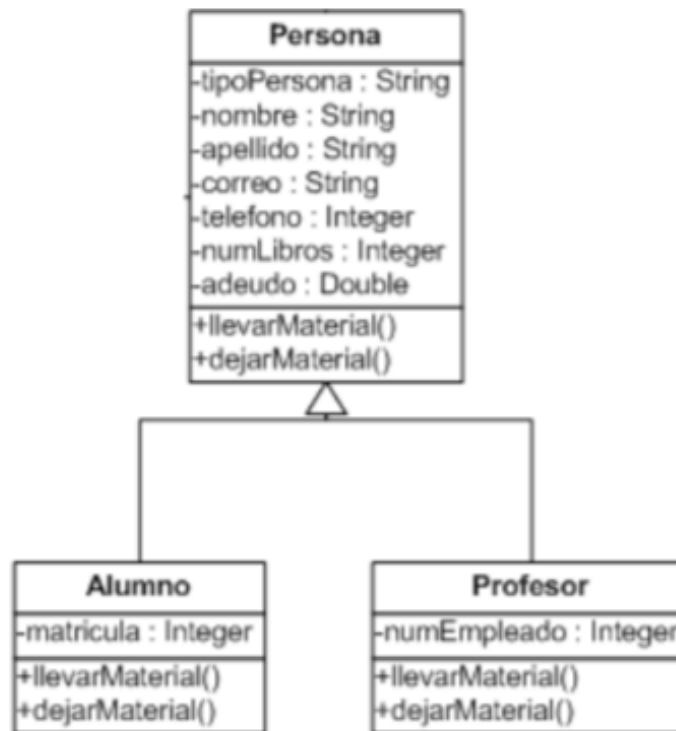 Persona
-tipoPersona : String
-nombre : String
-apellido : String
-correo : String
-telefono : Integer
-numLibros : Integer
-adeudo : Double
+llevarMaterial()
+dejarMaterial()
Alumno
-matricula : Integer
+llevarMaterial()
+dejarMaterial()
Profesor
-numEmpleado : Integer
+llevarMaterial()
+dejarMaterial()